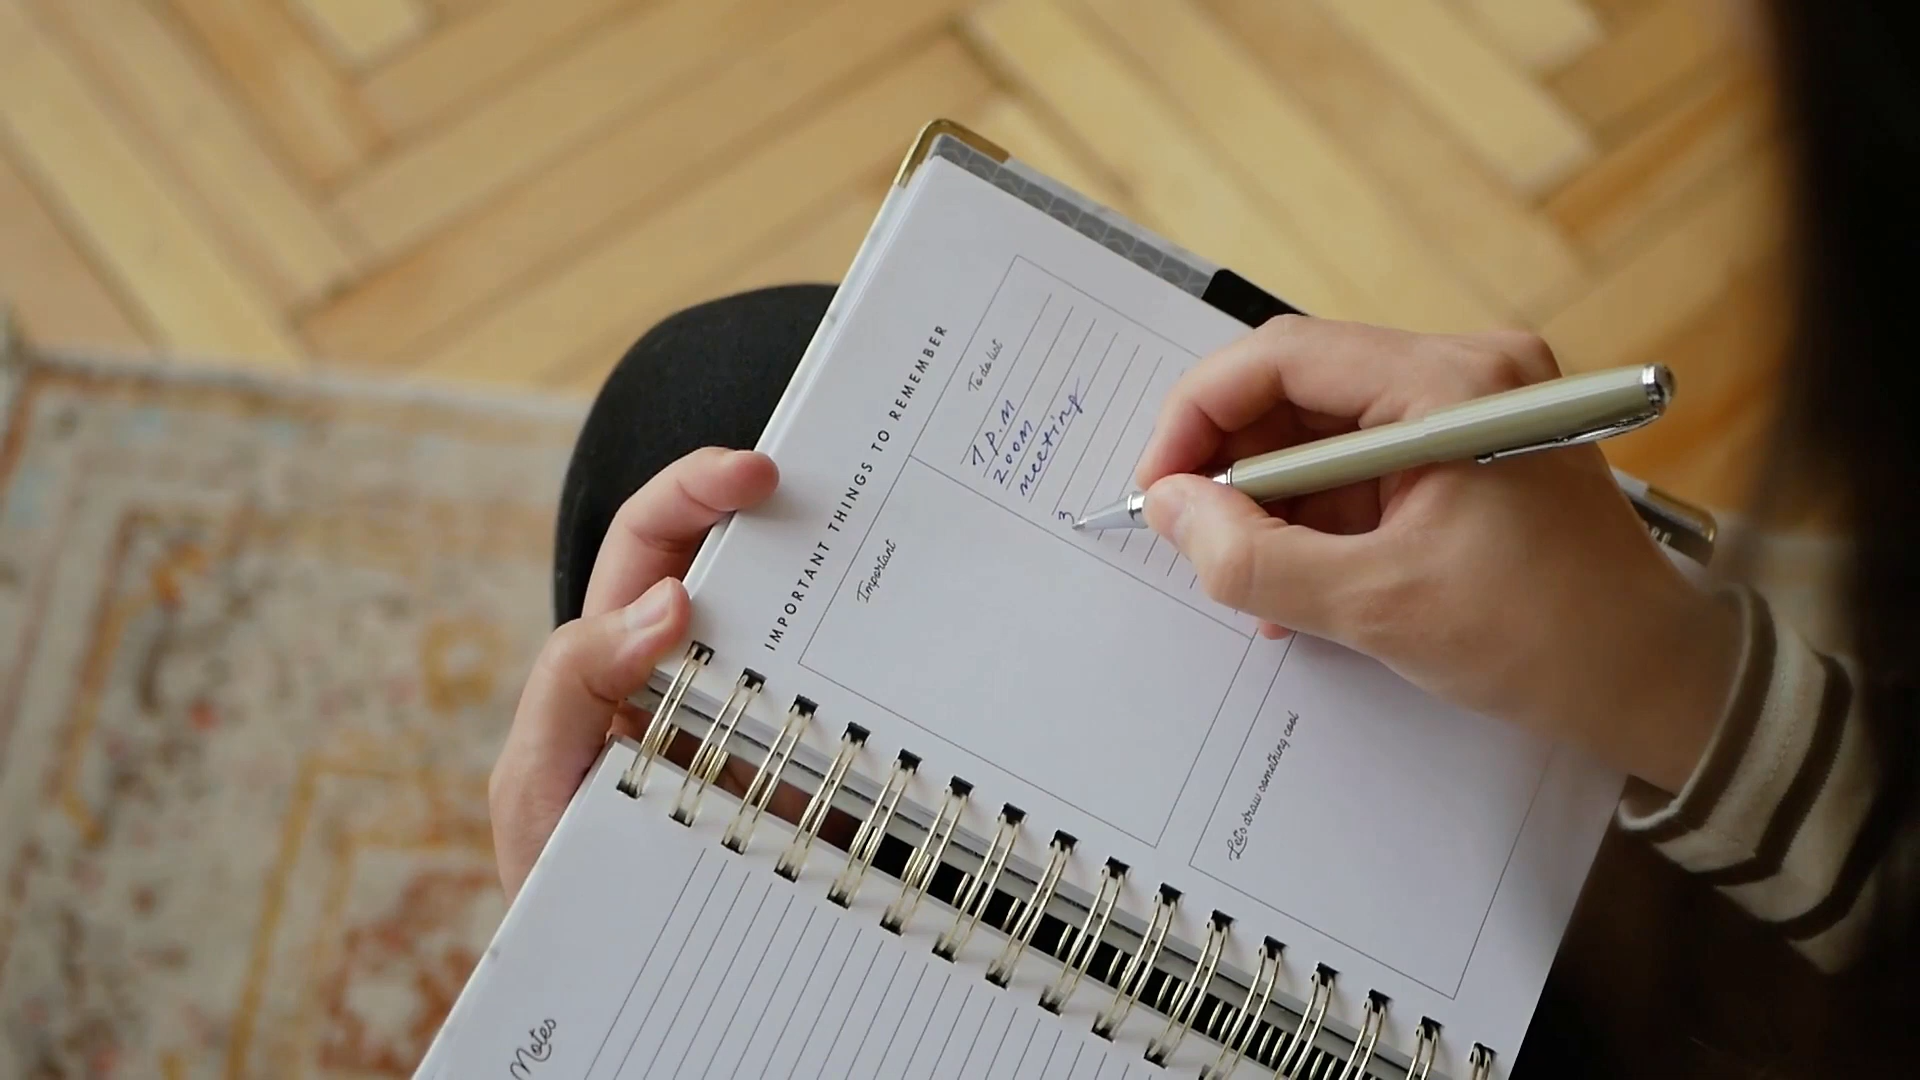 IMPORTANT THINGS TO REMEMBER
To do list
1 p.m
zoom
meeting
3
Important
Let's draw something cool
Notes